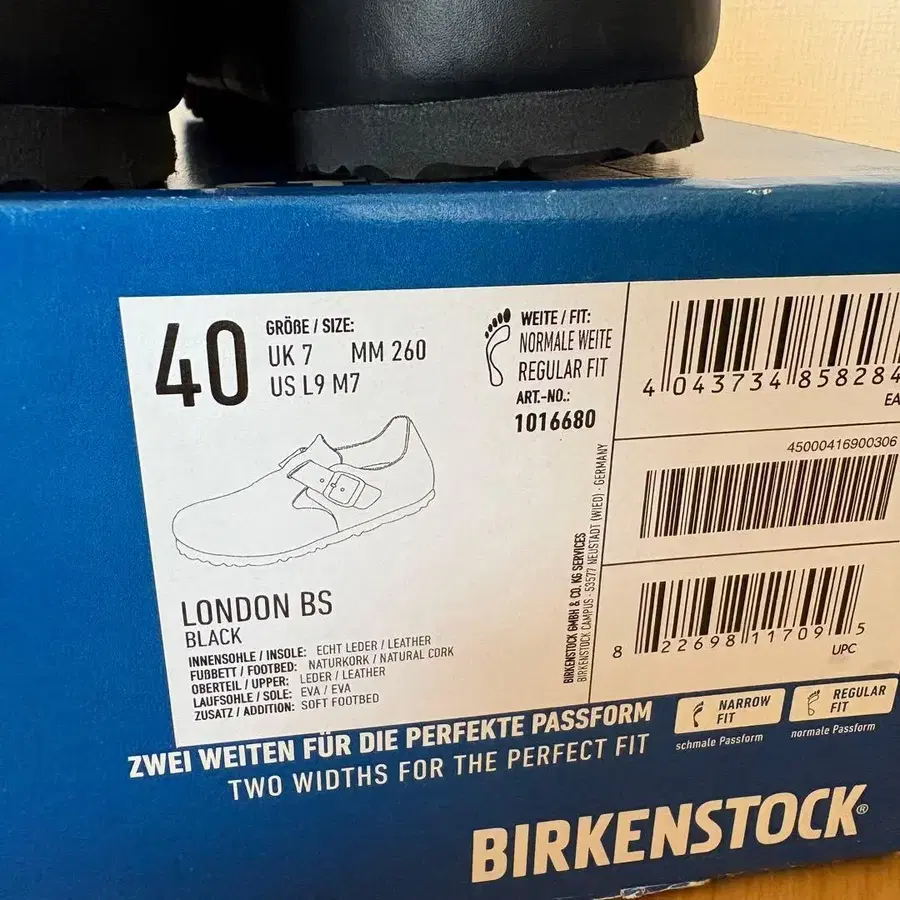 40
GRÖßE / SIZE:
UK 7 MM 260
US L9 M7
WEITE / FIT:
NORMALE WEITE
REGULAR FIT
ART.-NO.:
1016680
LONDON BS
BLACK
INNENSOHLE / INSOLE: ECHT LEDER / LEATHER
FUßBETT / FOOTBED: NATURKORK / NATURAL CORK
OBERTEIL / UPPER: LEDER / LEATHER
LAUFSOHLE / SOLE: EVA / EVA
ZUSATZ / ADDITION: SOFT FOOTBED
BIRKENSTOCK GMBH & CO. KG SERVICES
BIRKENSTOCK CAMPUS · 53577 NEUSTADT (WIED) · GERMANY
4 043734 858284
EA
45000416900306
8 22698 11709 5
UPC
ZWEI WEITEN FÜR DIE PERFEKTE PASSFORM
TWO WIDTHS FOR THE PERFECT FIT
NARROW
FIT
schmale Passform
REGULAR
FIT
normale Passform
BIRKENSTOCK®